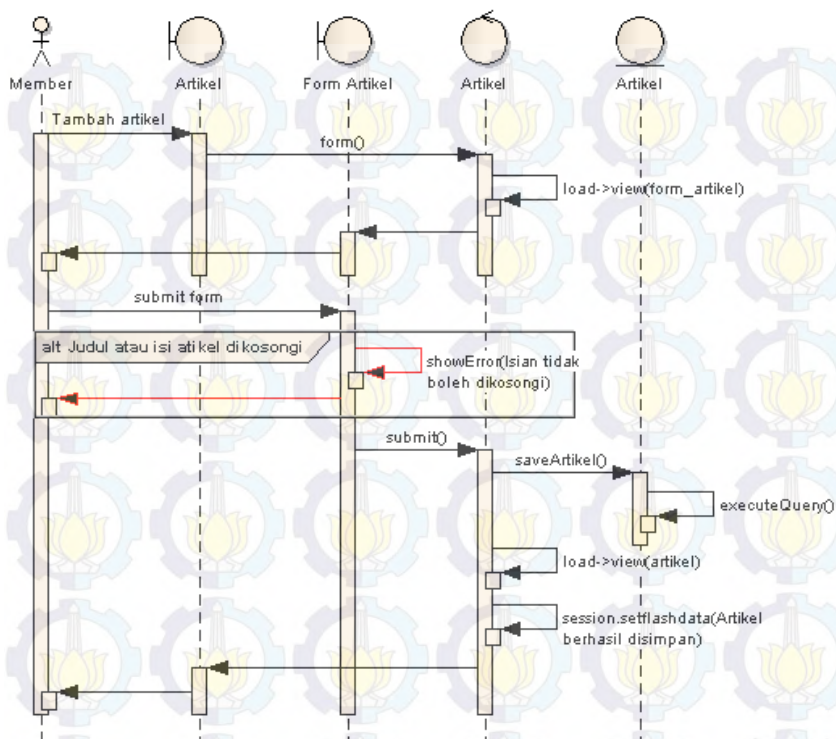 Member
Artikel
Form Artikel
Artikel
Artikel
Tambah artikel
form()
load->view(form_artikel)
submit form
alt Judul atau isi atikel dikosongi
showError(Isian tidak
boleh dikosongi)
submit()
saveArtikel()
executeQuery()
load->view(artikel)
session.setflashdata(Artikel
berhasil disimpan)